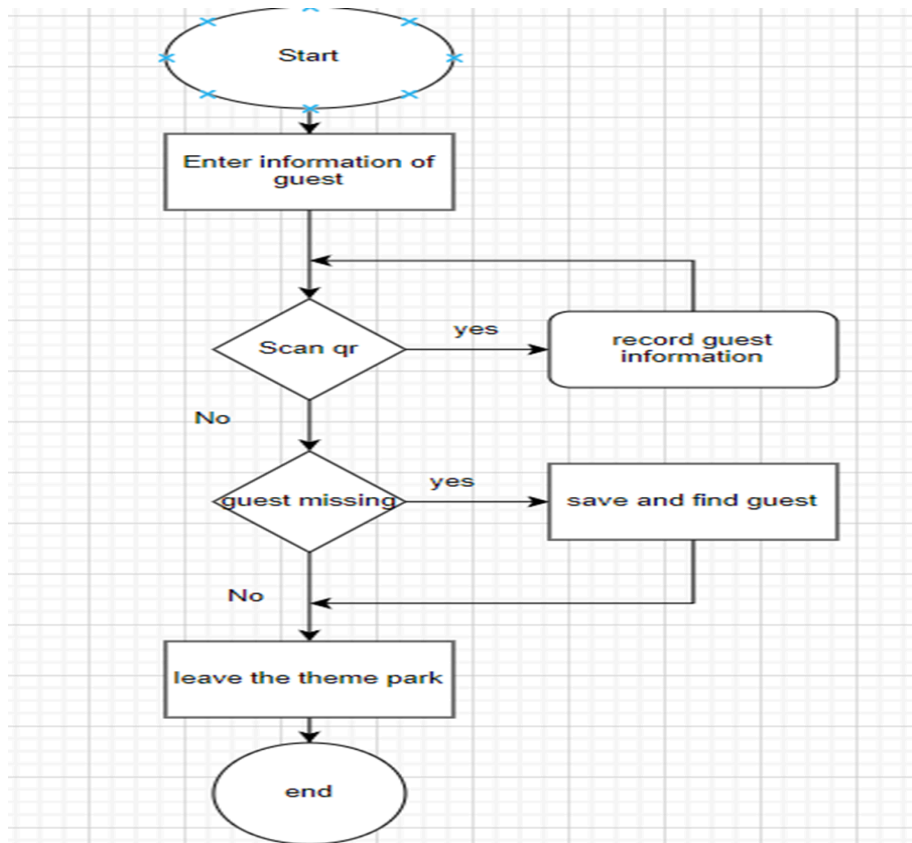 Start
Enter information of
guest
Scan qr
yes
record guest
information
No
guest missing
yes
save and find guest
No
leave the theme park
end